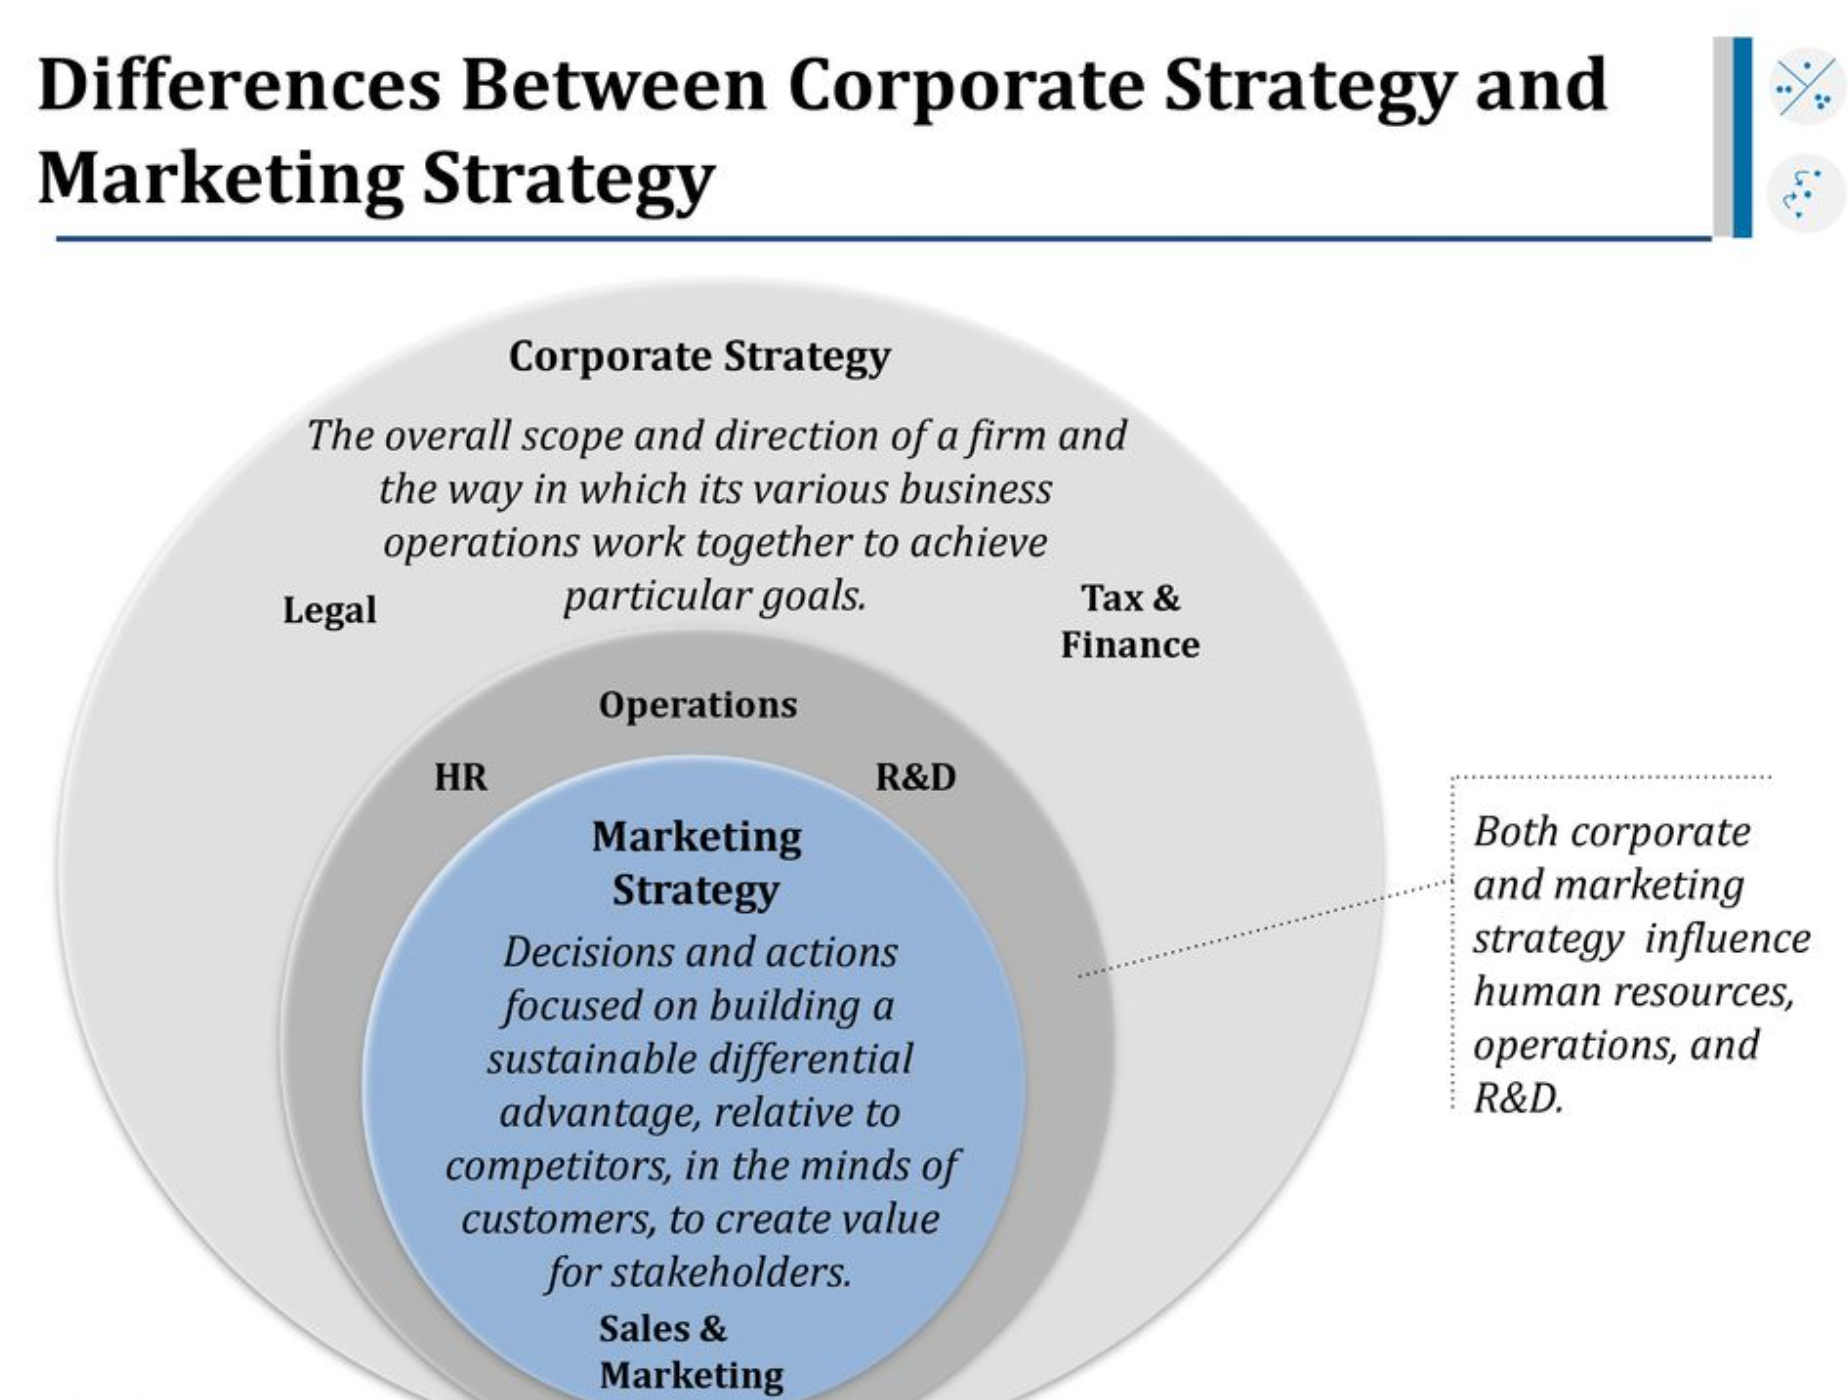 Differences Between Corporate Strategy and
Marketing Strategy
Corporate Strategy
The overall scope and direction of a firm and
the way in which its various business
operations work together to achieve
particular goals.
Legal
Tax &
Finance
Operations
HR
R&D
Marketing
Strategy
Decisions and actions
focused on building a
sustainable differential
advantage, relative to
competitors, in the minds of
customers, to create value
for stakeholders.
Sales &
Marketing
Both corporate
and marketing
strategy influence
human resources,
operations, and
R&D.